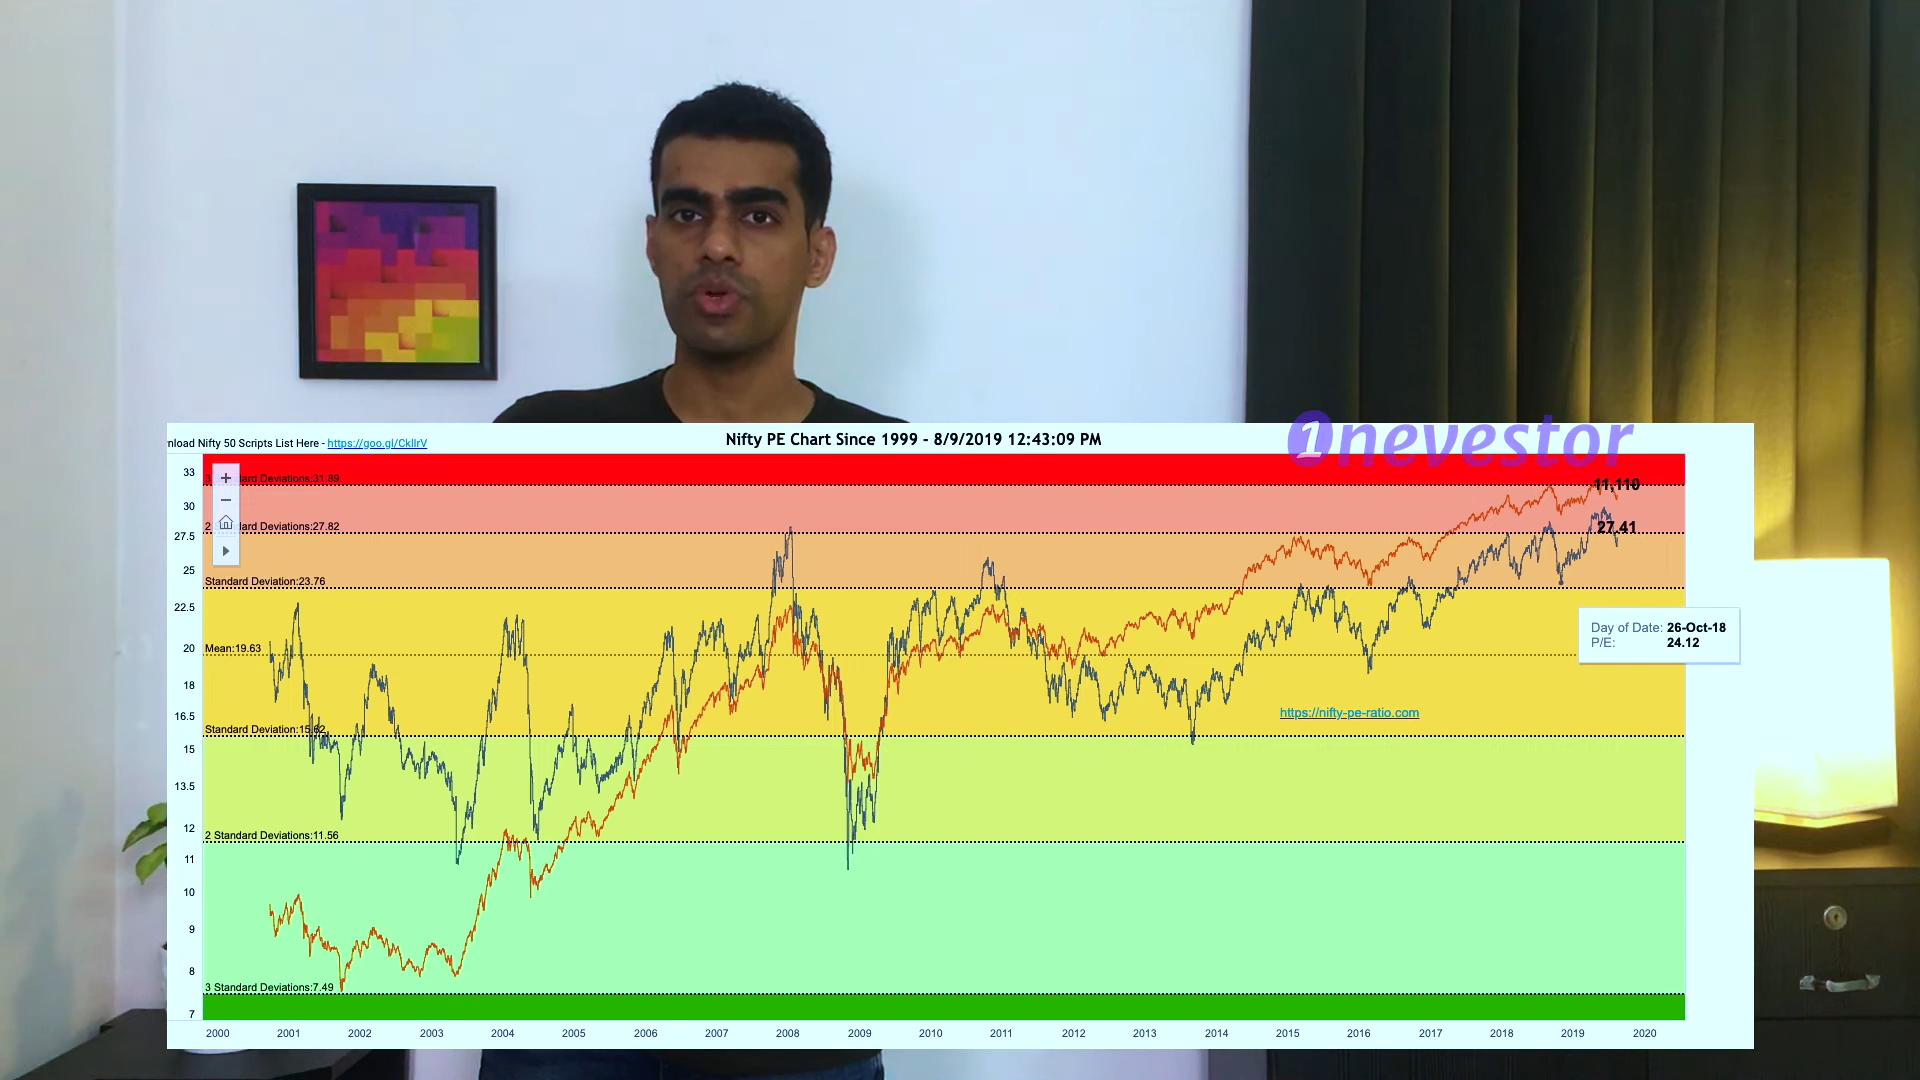 1nevestor
nload Nifty 50 Scripts List Here - https://goo.gl/CkIIrV
Nifty PE Chart Since 1999 - 8/9/2019 12:43:09 PM
33
30
27.5
25
22.5
20
18
16.5
15
13.5
12
11
10
9
8
7
3 Standard Deviations:31.89
2 Standard Deviations:27.82
Standard Deviation:23.76
Mean:19.63
Standard Deviation:15.62
2 Standard Deviations:11.56
3 Standard Deviations:7.49
11,110
27.41
Day of Date: 26-Oct-18
P/E: 24.12
https://nifty-pe-ratio.com
2000 2001 2002 2003 2004 2005 2006 2007 2008 2009 2010 2011 2012 2013 2014 2015 2016 2017 2018 2019 2020